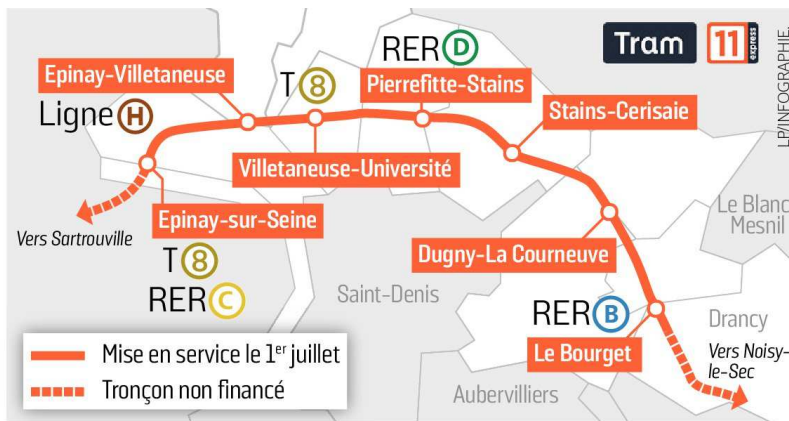 Tram 11 express
LP/INFOGRAPHIE.
RER D
Epinay-Villetaneuse
T 8
Pierrefitte-Stains
Ligne H
Stains-Cerisaie
Villetaneuse-Université
Epinay-sur-Seine
Vers Sartrouville
T 8
RER C
Le Blanc
Mesnil
Dugny-La Courneuve
Saint-Denis
RER B
Drancy
Le Bourget
Vers Noisy-
le-Sec
Aubervilliers
Mise en service le 1er juillet
Tronçon non financé